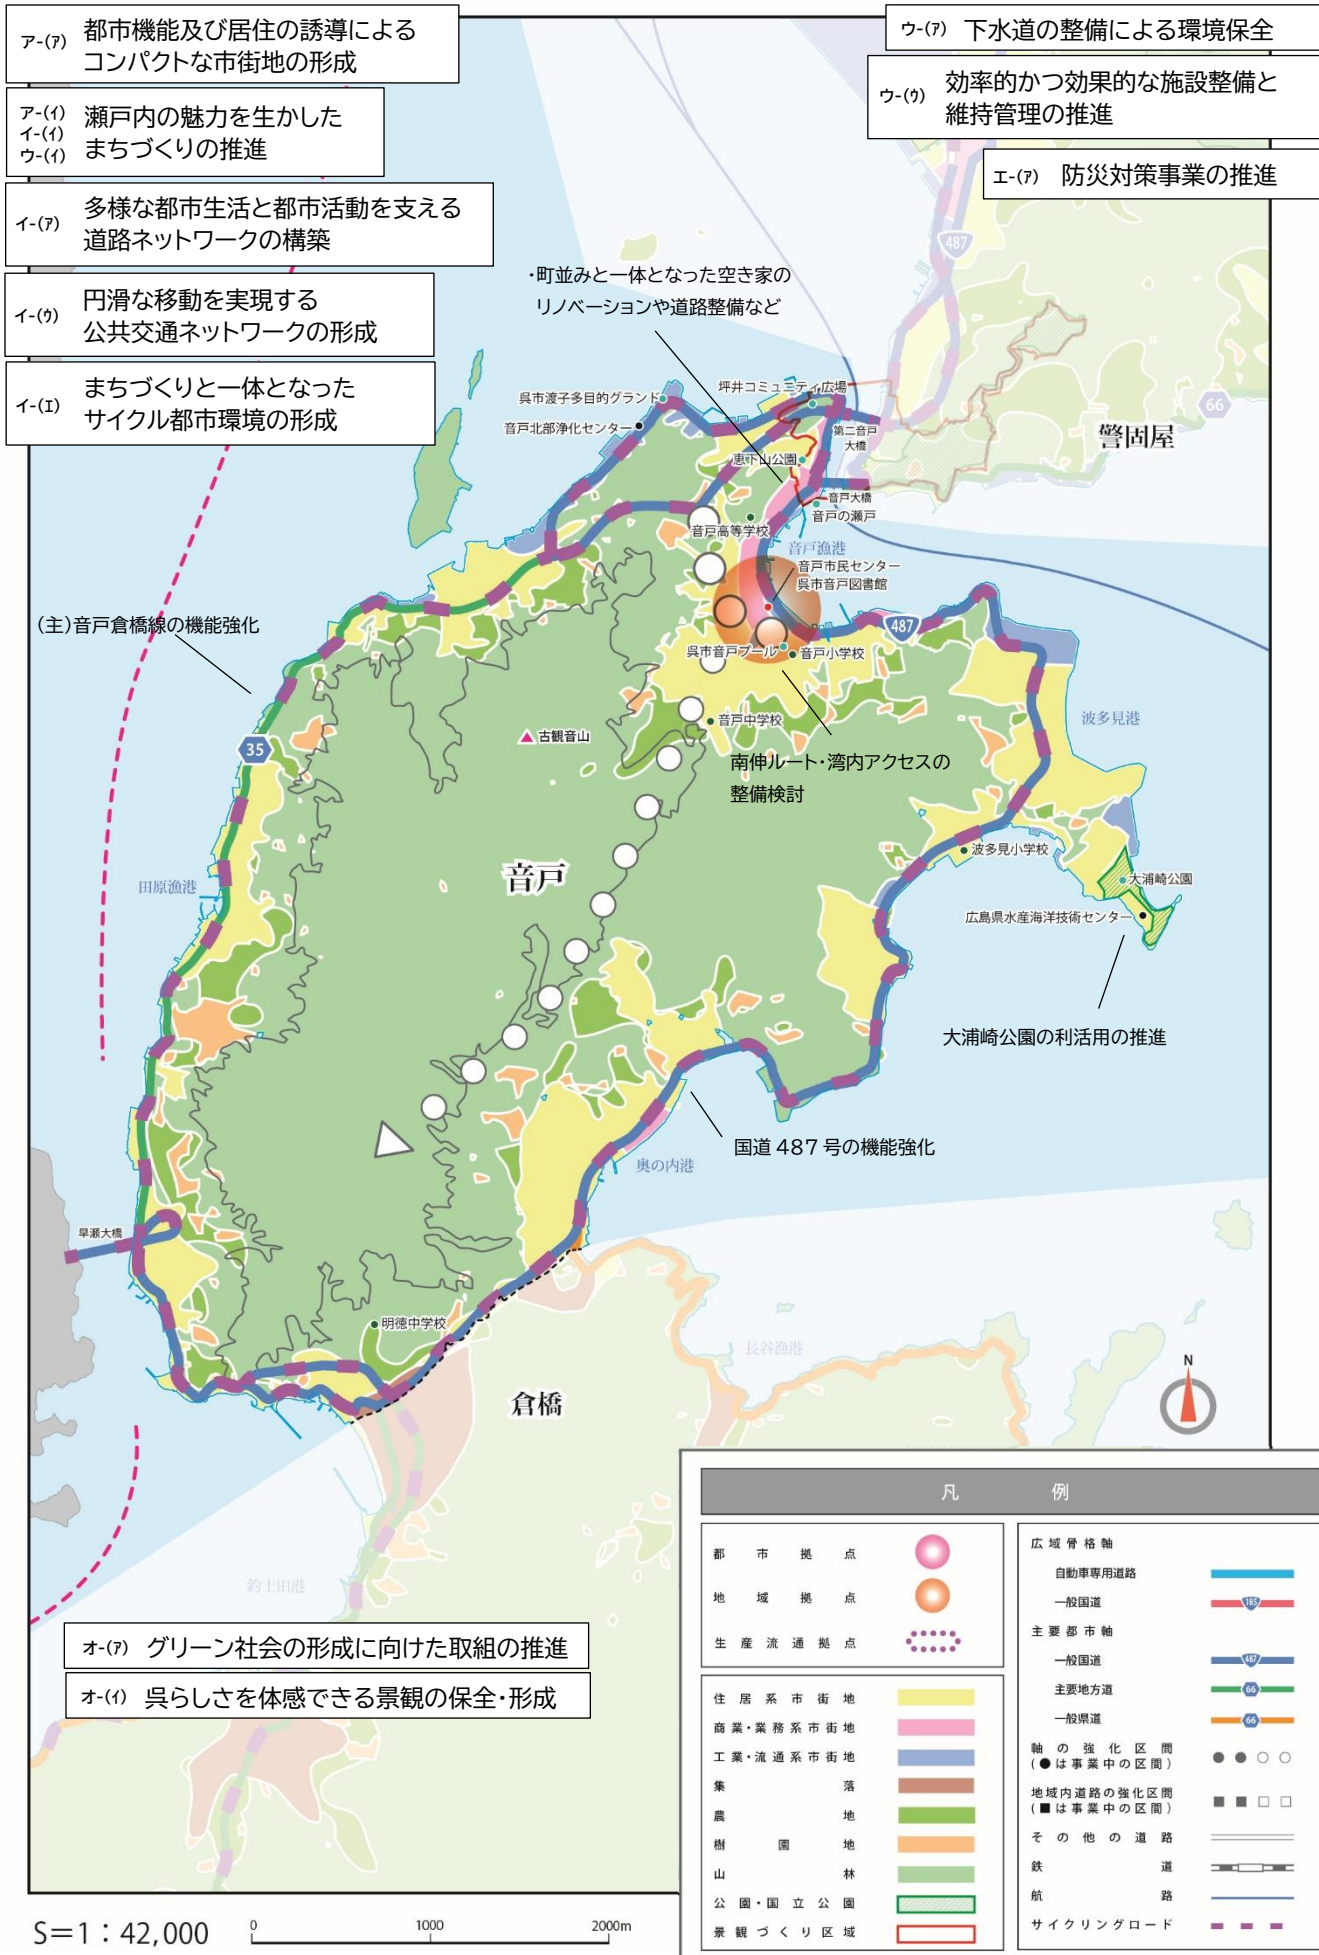 ア-(ｱ) 都市機能及び居住の誘導による
コンパクトな市街地の形成
ア-(ｲ)
イ-(ｲ)
ウ-(ｲ)
瀬戸内の魅力を生かした
まちづくりの推進
イ-(ｱ) 多様な都市生活と都市活動を支える
道路ネットワークの構築
イ-(ｳ) 円滑な移動を実現する
公共交通ネットワークの形成
イ-(ｴ) まちづくりと一体となった
サイクル都市環境の形成
ウ-(ｱ) 下水道の整備による環境保全
ウ-(ｳ) 効率的かつ効果的な施設整備と
維持管理の推進
エ-(ｱ) 防災対策事業の推進
487
・町並みと一体となった空き家の
リノベーションや道路整備など
坪井コミュニティ広場
呉市渡子多目的グランド
音戸北部浄化センター
第二音戸
大橋
66
警固屋
恵下山公園
音戸大橋
音戸の瀬戸
音戸高等学校
音戸漁港
音戸市民センター
呉市音戸図書館
(主)音戸倉橋線の機能強化
487
呉市音戸プール
音戸小学校
音戸中学校
波多見港
古観音山
35
南伸ルート・湾内アクセスの
整備検討
波多見小学校
音戸
田原漁港
大浦崎公園
広島県水産海洋技術センター
大浦崎公園の利活用の推進
国道487号の機能強化
奥の内港
早瀬大橋
明徳中学校
長谷漁港
倉橋
N
釣土田港
オ-(ｱ) グリーン社会の形成に向けた取組の推進
オ-(ｲ) 呉らしさを体感できる景観の保全・形成
凡例
都市拠点
地域拠点
生産流通拠点
住居系市街地
商業・業務系市街地
工業・流通系市街地
集落
農地
樹園地
山林
公園・国立公園
景観づくり区域
広域骨格軸
自動車専用道路
一般国道 165
主要都市軸
一般国道 487
主要地方道 66
一般県道 66
軸の強化区間
(●は事業中の区間)
地域内道路の強化区間
(■は事業中の区間)
その他の道路
鉄道
航路
サイクリングロード
S＝1：42,000
0 1000 2000m